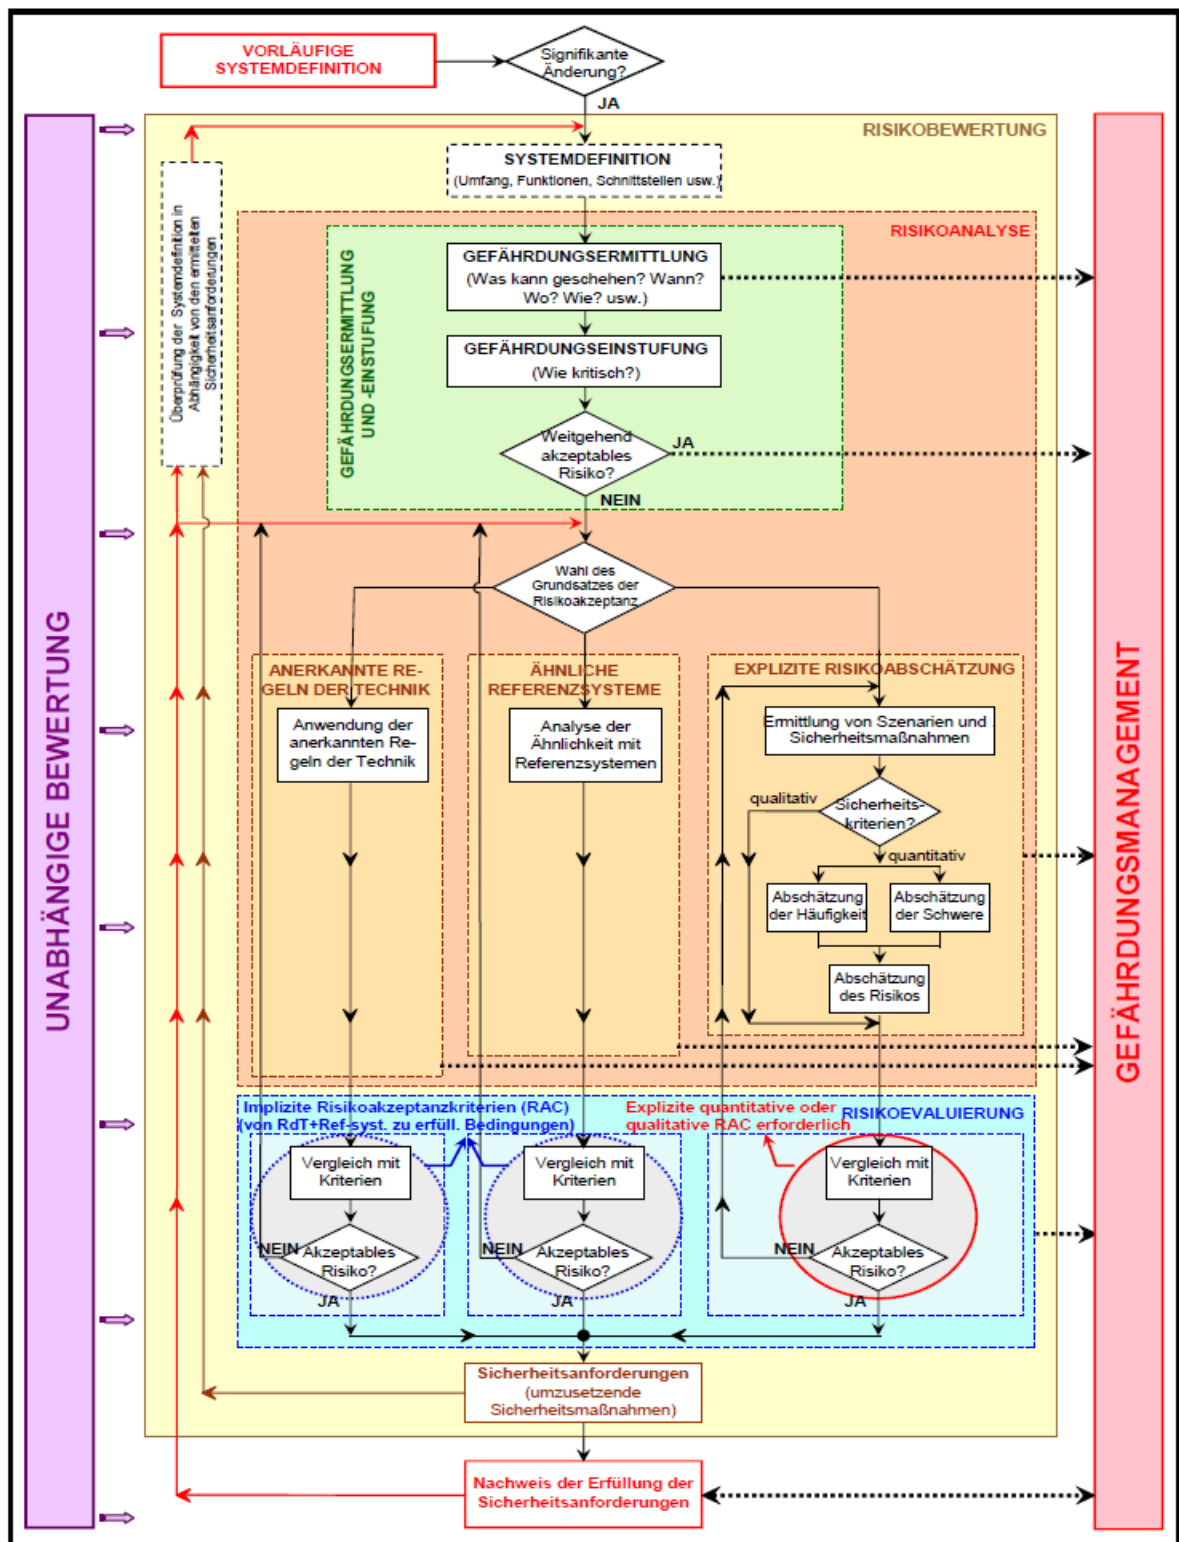 VORLÄUFIGE
SYSTEMDEFINITION
Signifikante
Änderung?
JA
RISIKOBEWERTUNG
SYSTEMDEFINITION
(Umfang, Funktionen, Schnittstellen usw.)
Überprüfung der Systemdefinition in
Abhängigkeit von den ermittelten
Sicherheitsanforderungen
RISIKOANALYSE
GEFÄHRDUNGSERMITTLUNG
UND -EINSTUFUNG
GEFÄHRDUNGSERMITTLUNG
(Was kann geschehen? Wann?
Wo? Wie? usw.)
GEFÄHRDUNGSEINSTUFUNG
(Wie kritisch?)
Weitgehend
akzeptables
Risiko?
JA
NEIN
Wahl des
Grundsatzes der
Risikoakzeptanz
UNABHÄNGIGE BEWERTUNG
GEFÄHRDUNGSMANAGEMENT
ANERKANNTE RE-
GELN DER TECHNIK
Anwendung der
anerkannten Re-
geln der Technik
ÄHNLICHE
REFERENZSYSTEME
Analyse der
Ähnlichkeit mit
Referenzsystemen
EXPLIZITE RISIKOABSCHÄTZUNG
Ermittlung von Szenarien und
Sicherheitsmaßnahmen
qualitativ
Sicherheits-
kriterien?
quantitativ
Abschätzung
der Häufigkeit
Abschätzung
der Schwere
Abschätzung
des Risikos
Implizite Risikoakzeptanzkriterien (RAC)
(von RdT+Ref-syst. zu erfüll. Bedingungen)
Explizite quantitative oder
qualitative RAC erforderlich
RISIKOEVALUIERUNG
Vergleich mit
Kriterien
NEIN
Akzeptables
Risiko?
JA
Vergleich mit
Kriterien
NEIN
Akzeptables
Risiko?
JA
Vergleich mit
Kriterien
NEIN
Akzeptables
Risiko?
JA
Sicherheitsanforderungen
(umzusetzende
Sicherheitsmaßnahmen)
Nachweis der Erfüllung der
Sicherheitsanforderungen